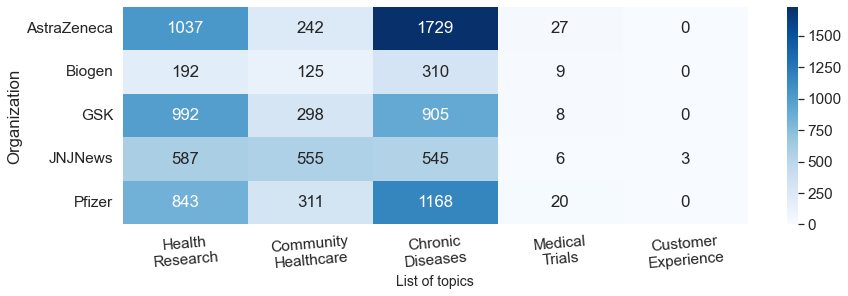 Organization
AstraZeneca 1037 242 1729 27 0
Biogen 192 125 310 9 0
GSK 992 298 905 8 0
JNJNews 587 555 545 6 3
Pfizer 843 311 1168 20 0
Health
Research
Community
Healthcare
Chronic
Diseases
Medical
Trials
Customer
Experience
List of topics
1500
1250
1000
750
500
250
0